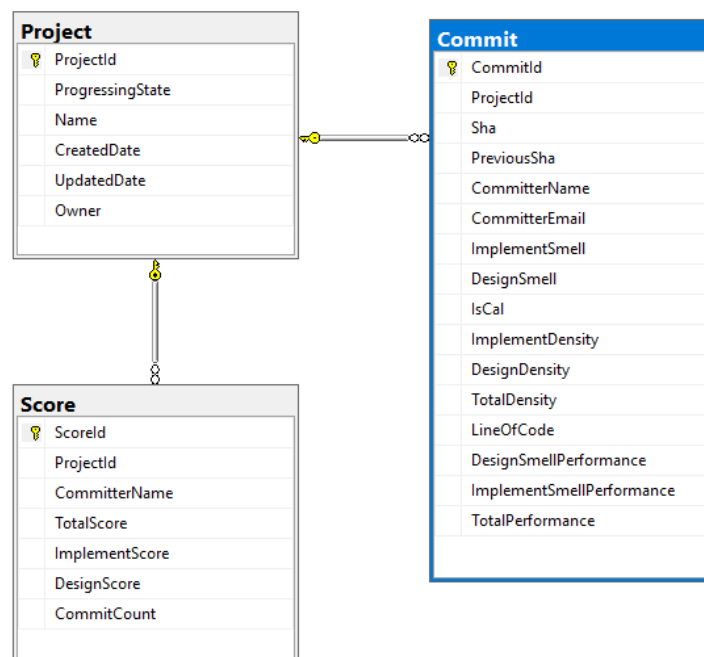 Project
ProjectId
ProgressingState
Name
CreatedDate
UpdatedDate
Owner
Commit
CommitId
ProjectId
Sha
PreviousSha
CommitterName
CommitterEmail
ImplementSmell
DesignSmell
IsCal
ImplementDensity
DesignDensity
TotalDensity
LineOfCode
DesignSmellPerformance
ImplementSmellPerformance
TotalPerformance
Score
ScoreId
ProjectId
CommitterName
TotalScore
ImplementScore
DesignScore
CommitCount